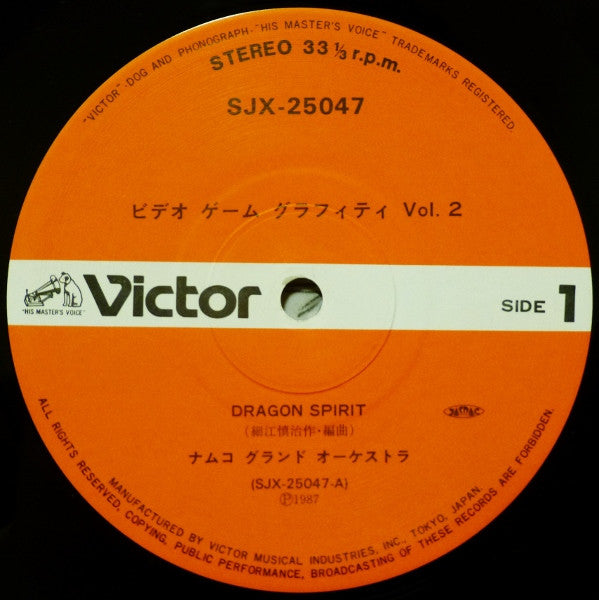 "VICTOR"-DOG AND PHONOGRAPH-"HIS MASTER'S VOICE" TRADEMARKS REGISTERED.
STEREO 33 1/3 r.p.m.
SJX-25047
ビデオ ゲーム グラフィティ Vol. 2
"HIS MASTER'S VOICE"
Victor
SIDE 1
DRAGON SPIRIT
JASRAC
(細江慎治作・編曲)
ナムコ グランド オーケストラ
(SJX-25047-A)
Ⓟ1987
ALL RIGHTS RESERVED, COPYING, PUBLIC PERFORMANCE, BROADCASTING OF THESE RECORDS ARE FORBIDDEN.
MANUFACTURED BY VICTOR MUSICAL INDUSTRIES, INC., TOKYO, JAPAN.